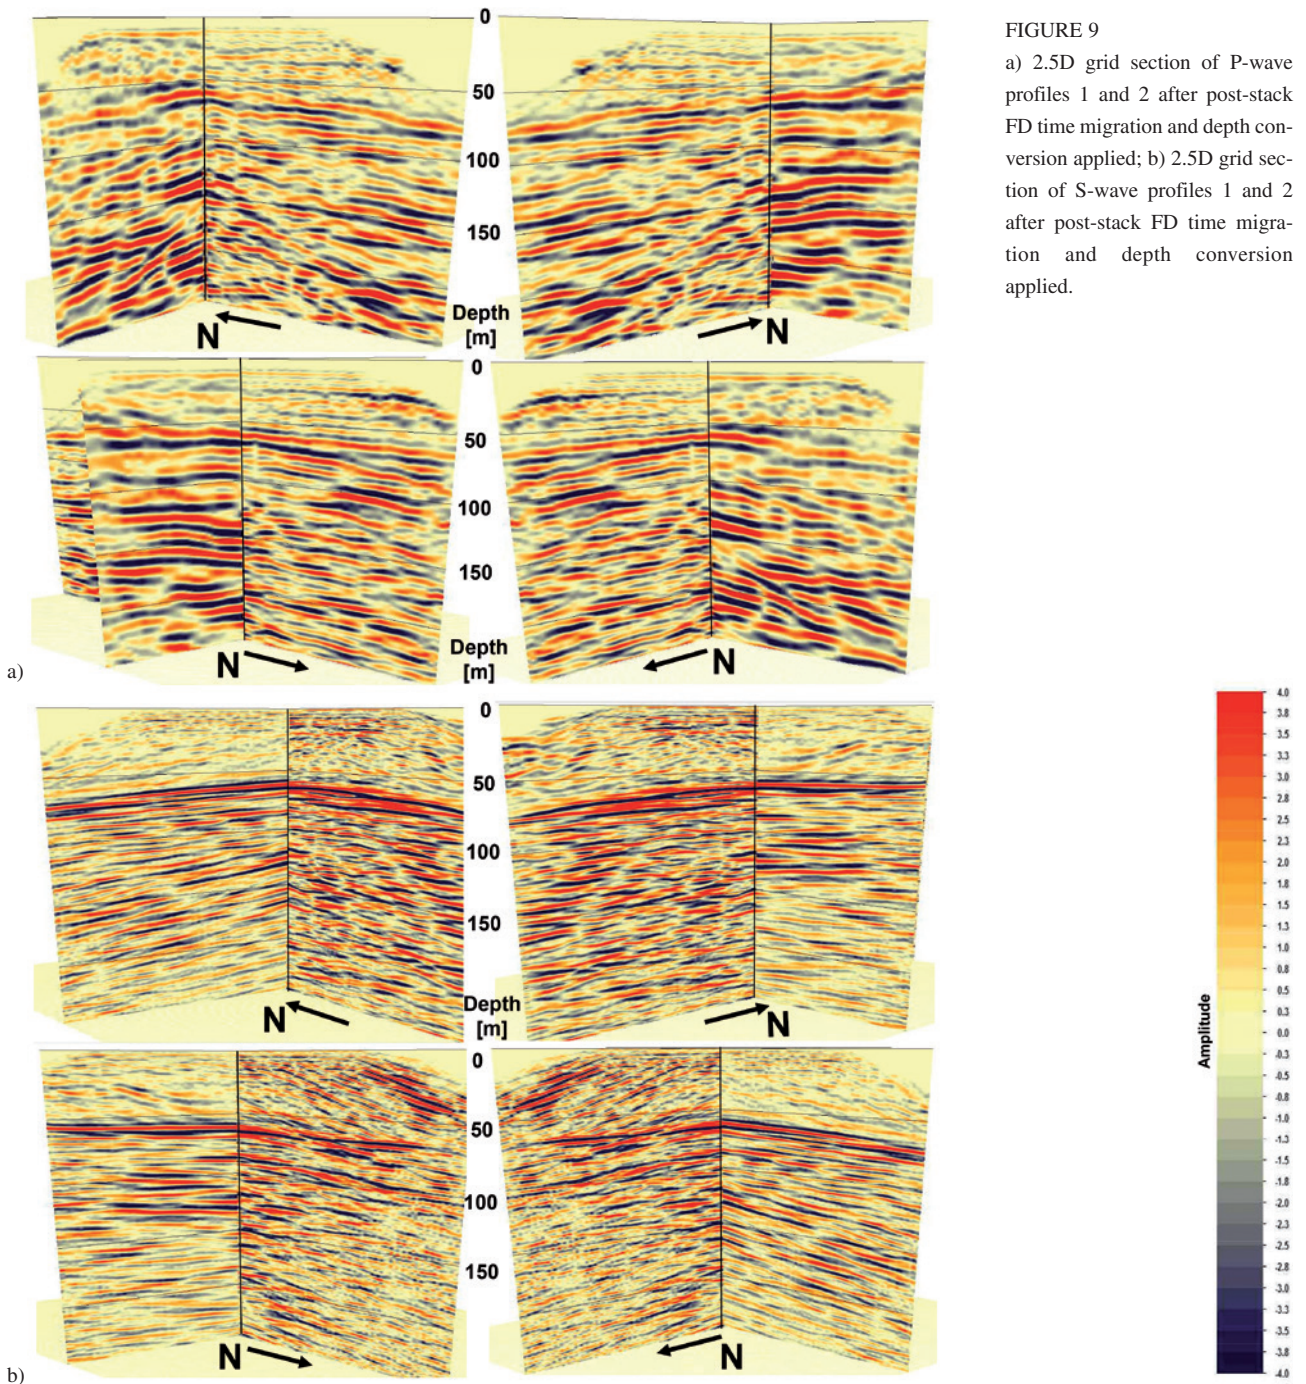 FIGURE 9
a) 2.5D grid section of P-wave
profiles 1 and 2 after post-stack
FD time migration and depth con-
version applied; b) 2.5D grid sec-
tion of S-wave profiles 1 and 2
after post-stack FD time migra-
tion and depth conversion
applied.
0
50
100
150
Depth
[m]
N
N
0
50
100
150
Depth
[m]
N
N
a)
0
50
100
150
Depth
[m]
N
N
0
50
100
150
N
N
b)
Amplitude
4.0
3.8
3.5
3.3
3.0
2.8
2.5
2.3
2.0
1.8
1.5
1.3
1.0
0.8
0.5
0.3
0.0
-0.3
-0.5
-0.8
-1.0
-1.3
-1.5
-1.8
-2.0
-2.3
-2.5
-2.8
-3.0
-3.3
-3.5
-3.8
-4.0